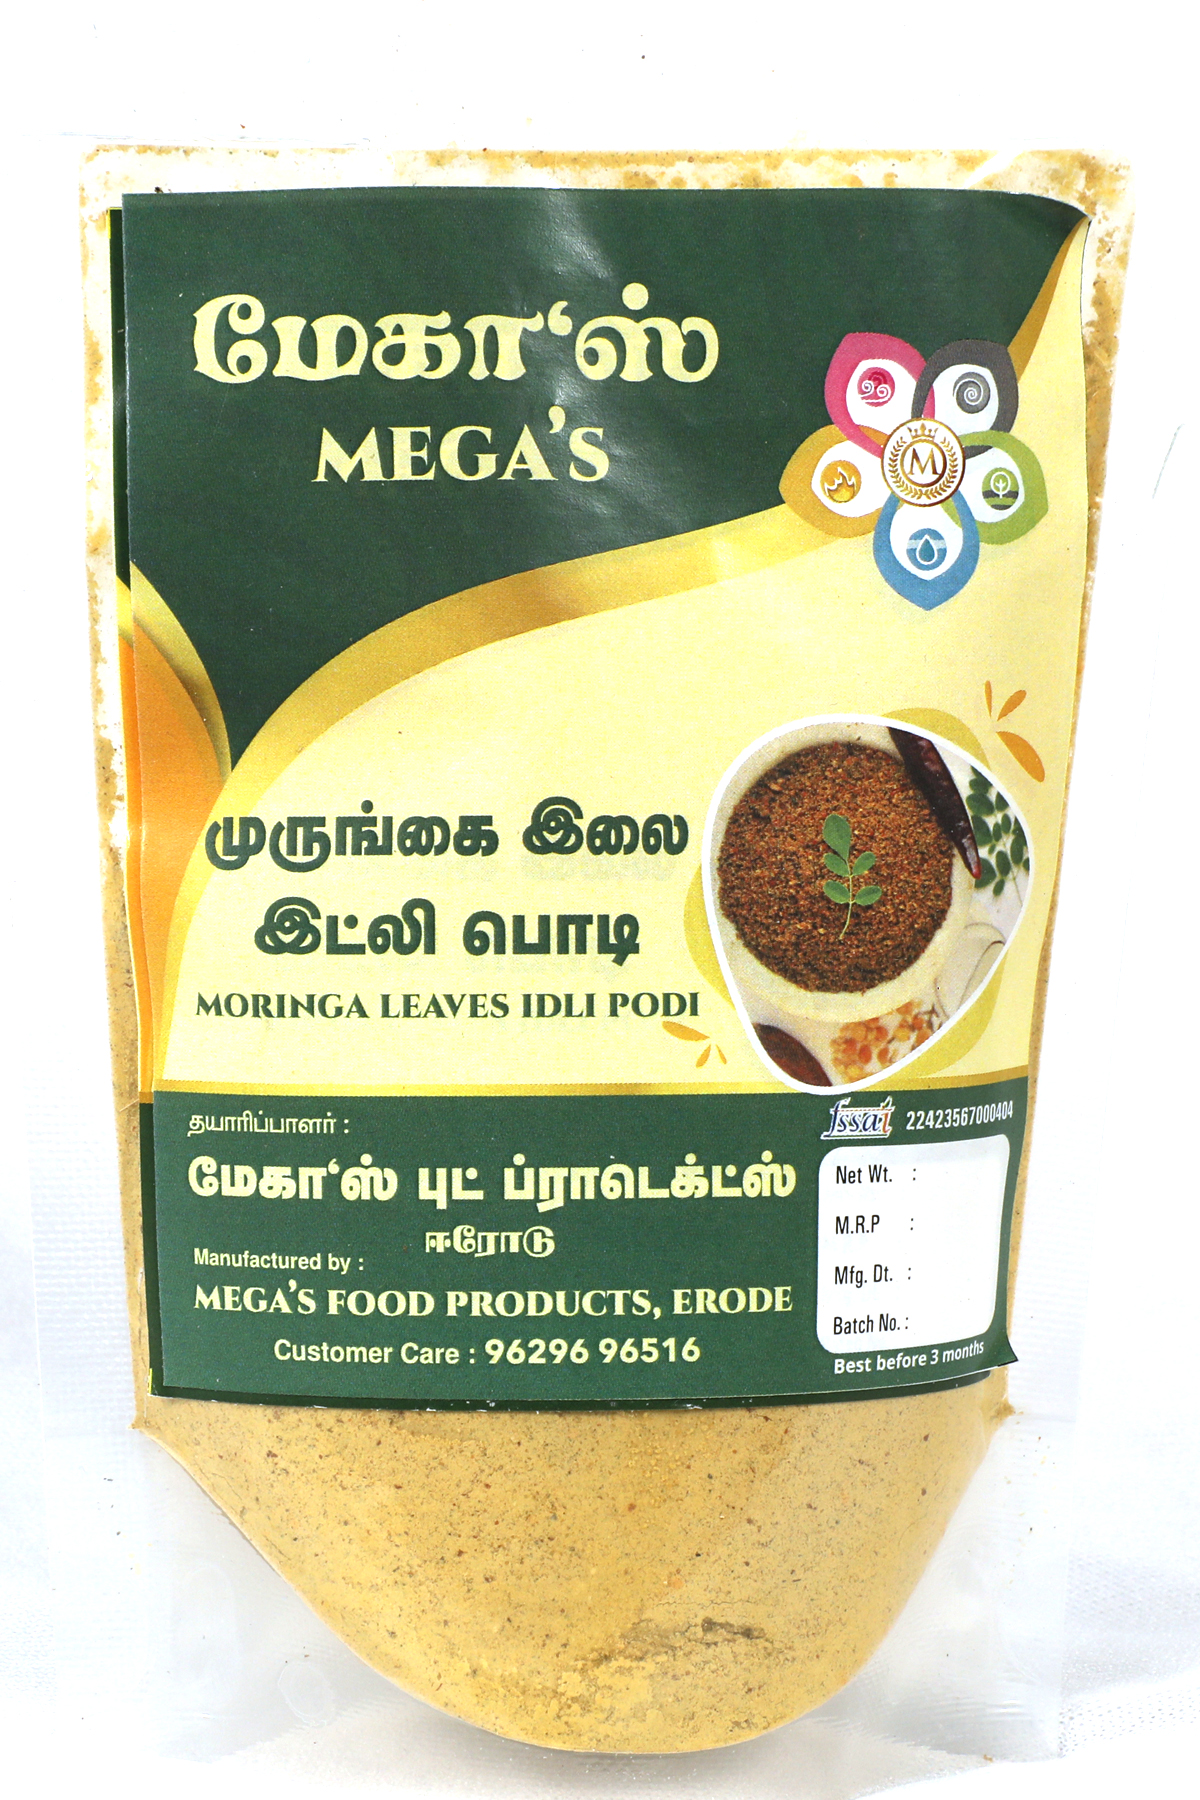 மேகா‘ஸ்
MEGA’S
M
முருங்கை இலை
இட்லி பொடி
MORINGA LEAVES IDLI PODI
தயாரிப்பாளர் :
மேகா‘ஸ் புட் ப்ராடெக்ட்ஸ்
ஈரோடு
Manufactured by :
MEGA’S FOOD PRODUCTS, ERODE
Customer Care : 96296 96516
fssai 22423567000404
Net Wt. :
M.R.P :
Mfg. Dt. :
Batch No. :
Best before 3 months